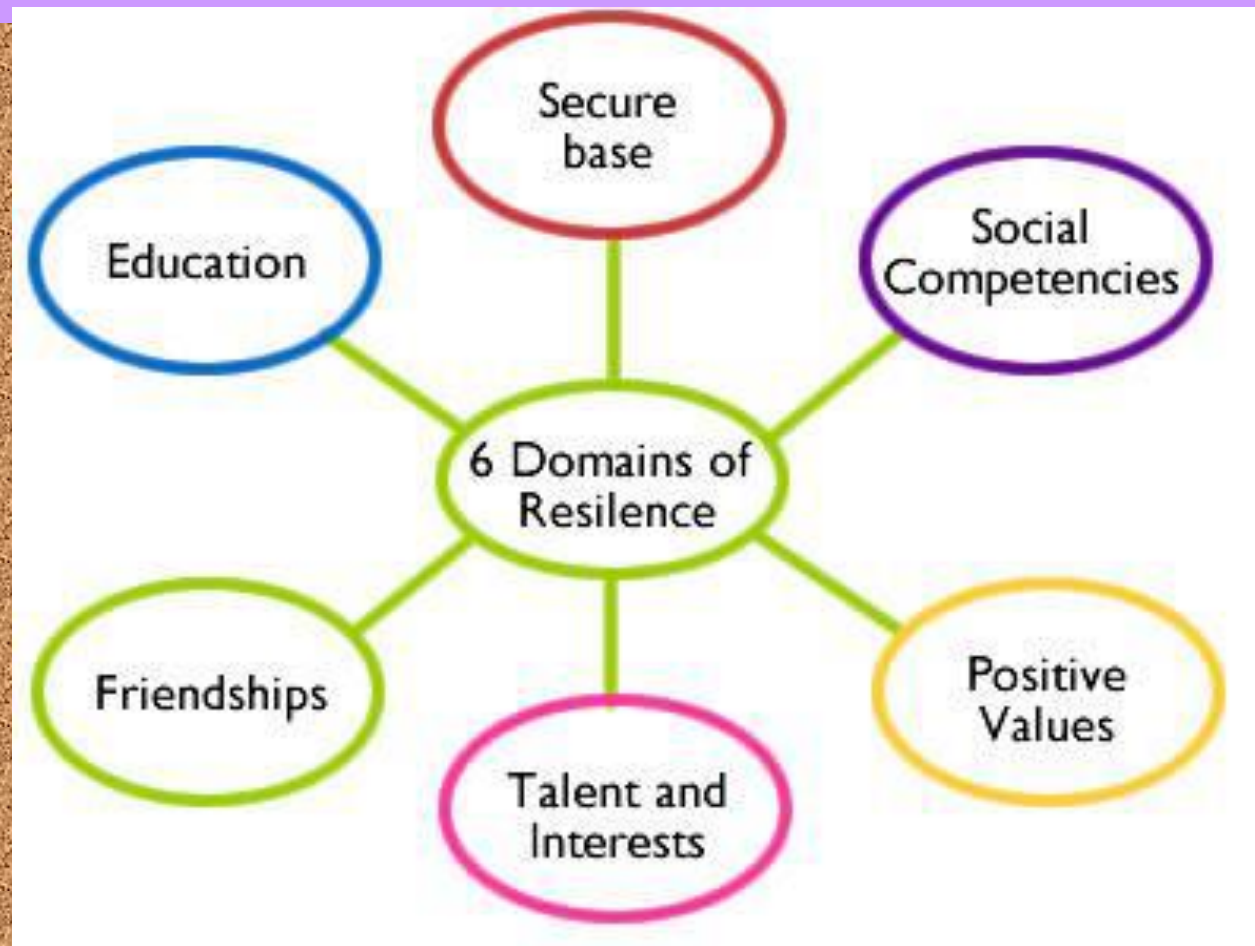 Secure
base
Education
Social
Competencies
6 Domains of
Resilence
Friendships
Positive
Values
Talent and
Interests